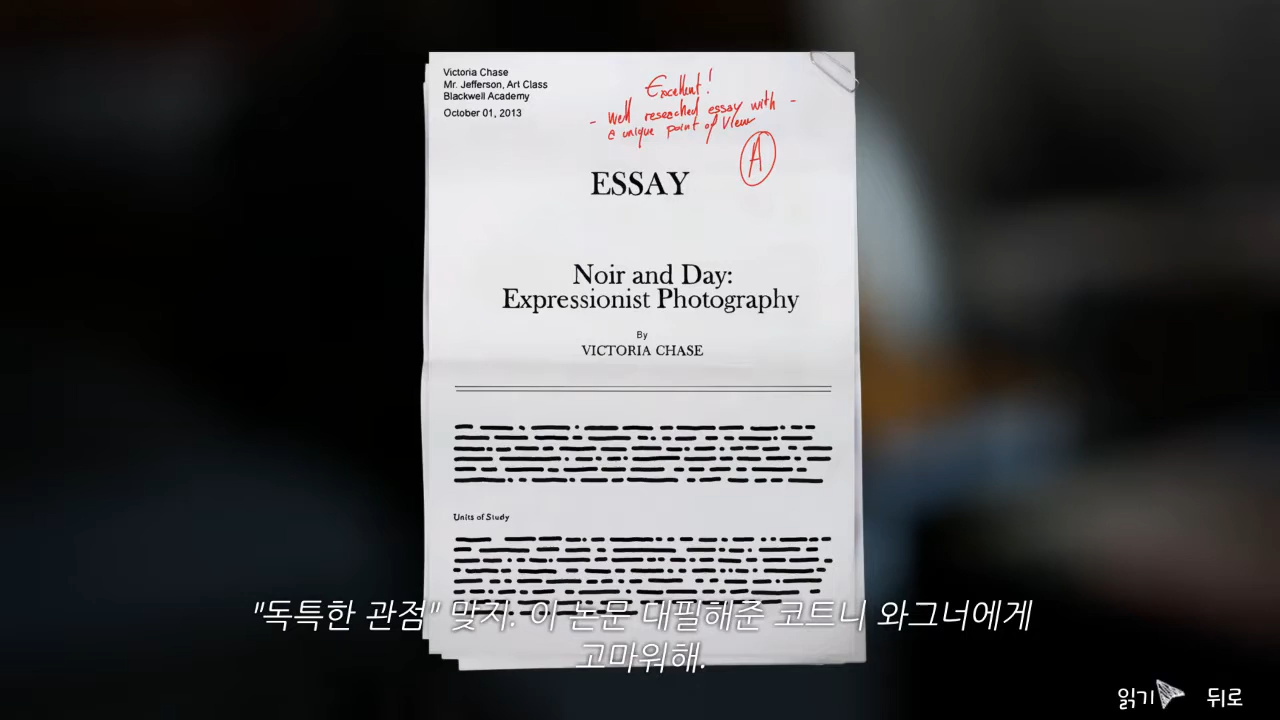 Victoria Chase
Mr. Jefferson, Art Class
Blackwell Academy
October 01, 2013
Excellent!
- Well reseached essay with -
a unique point of View
A
ESSAY
Noir and Day:
Expressionist Photography
By
VICTORIA CHASE
Units of Study
"독특한 관점" 맞지. 이 논문 대필해준 코트니 와그너에게
고마워해.
읽기 뒤로